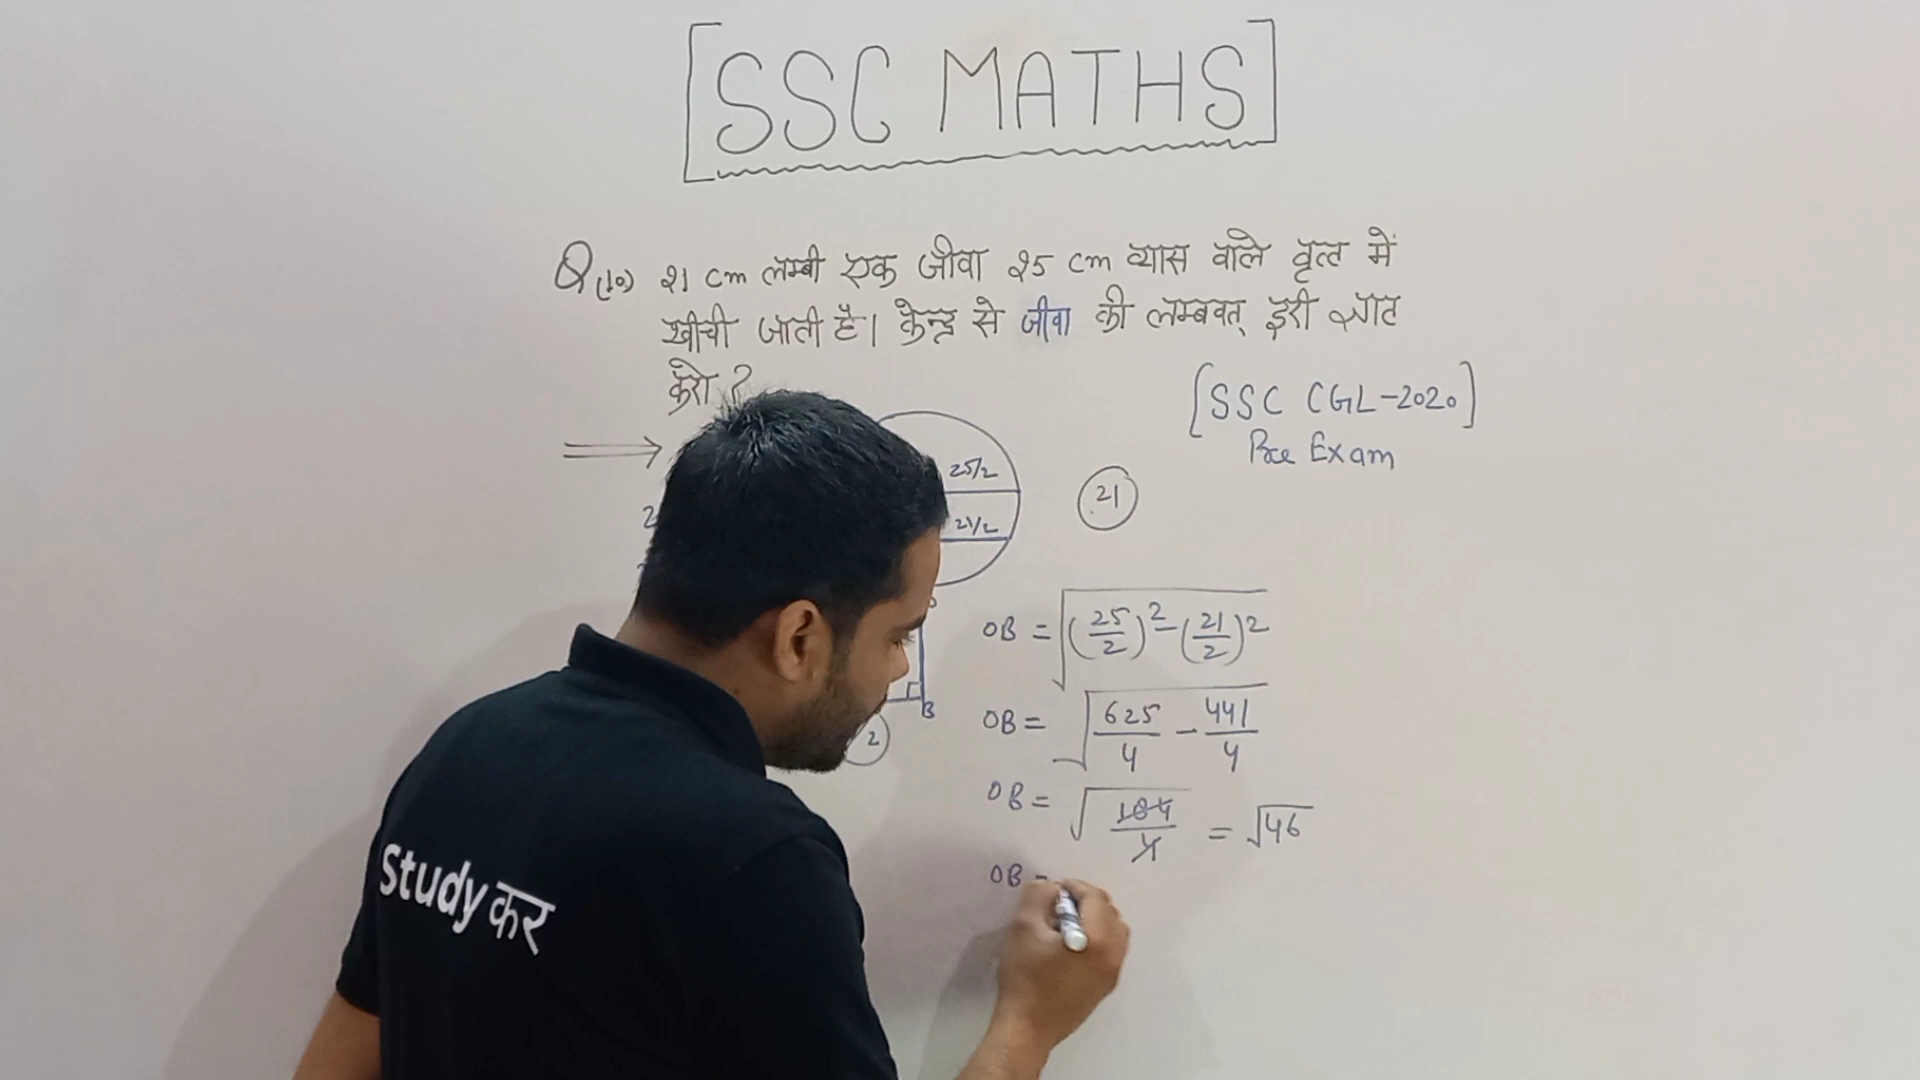 [SSC MATHS]
Q(10) 21 cm लम्बी एक जीवा 25 cm व्यास वाले वृत्त में
खींची जाती है। केन्द्र से जीवा की लम्बवत् दूरी ज्ञात
करो ?
[SSC CGL-2020]
Pre Exam
25/2
21/2
21
B
2
OB = √(25/2)² - (21/2)²
OB = √625/4 - 441/4
OB = √184/4 = √46
OB =
Studyकर